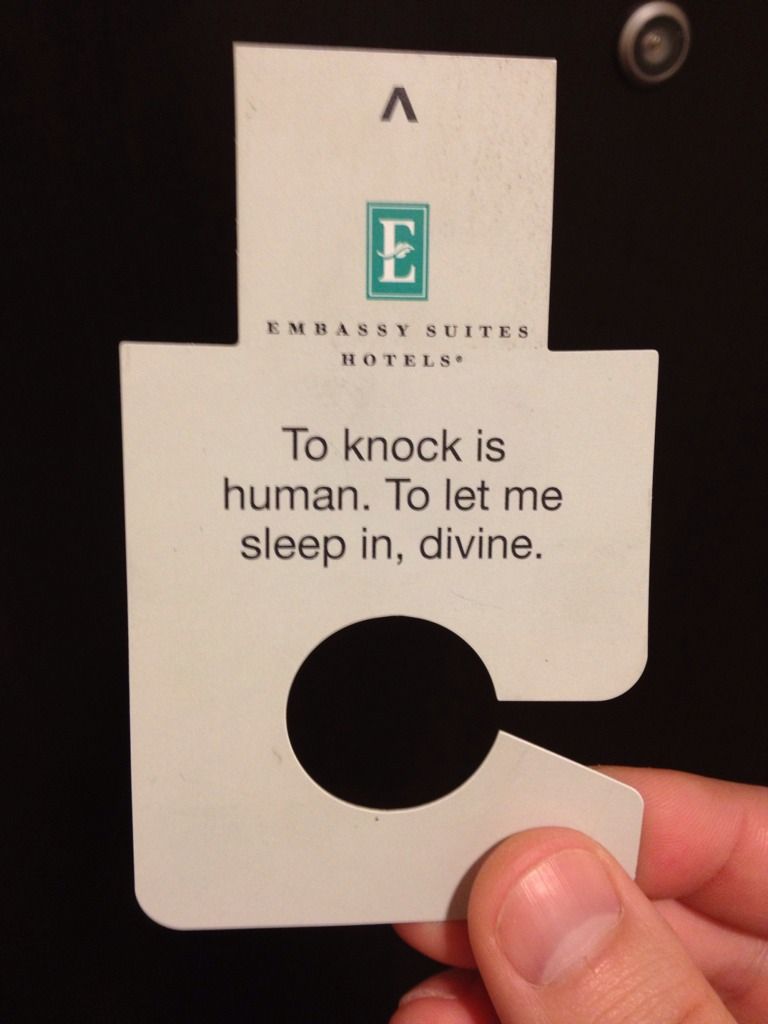 ^
E
EMBASSY SUITES
HOTELS®
To knock is
human. To let me
sleep in, divine.